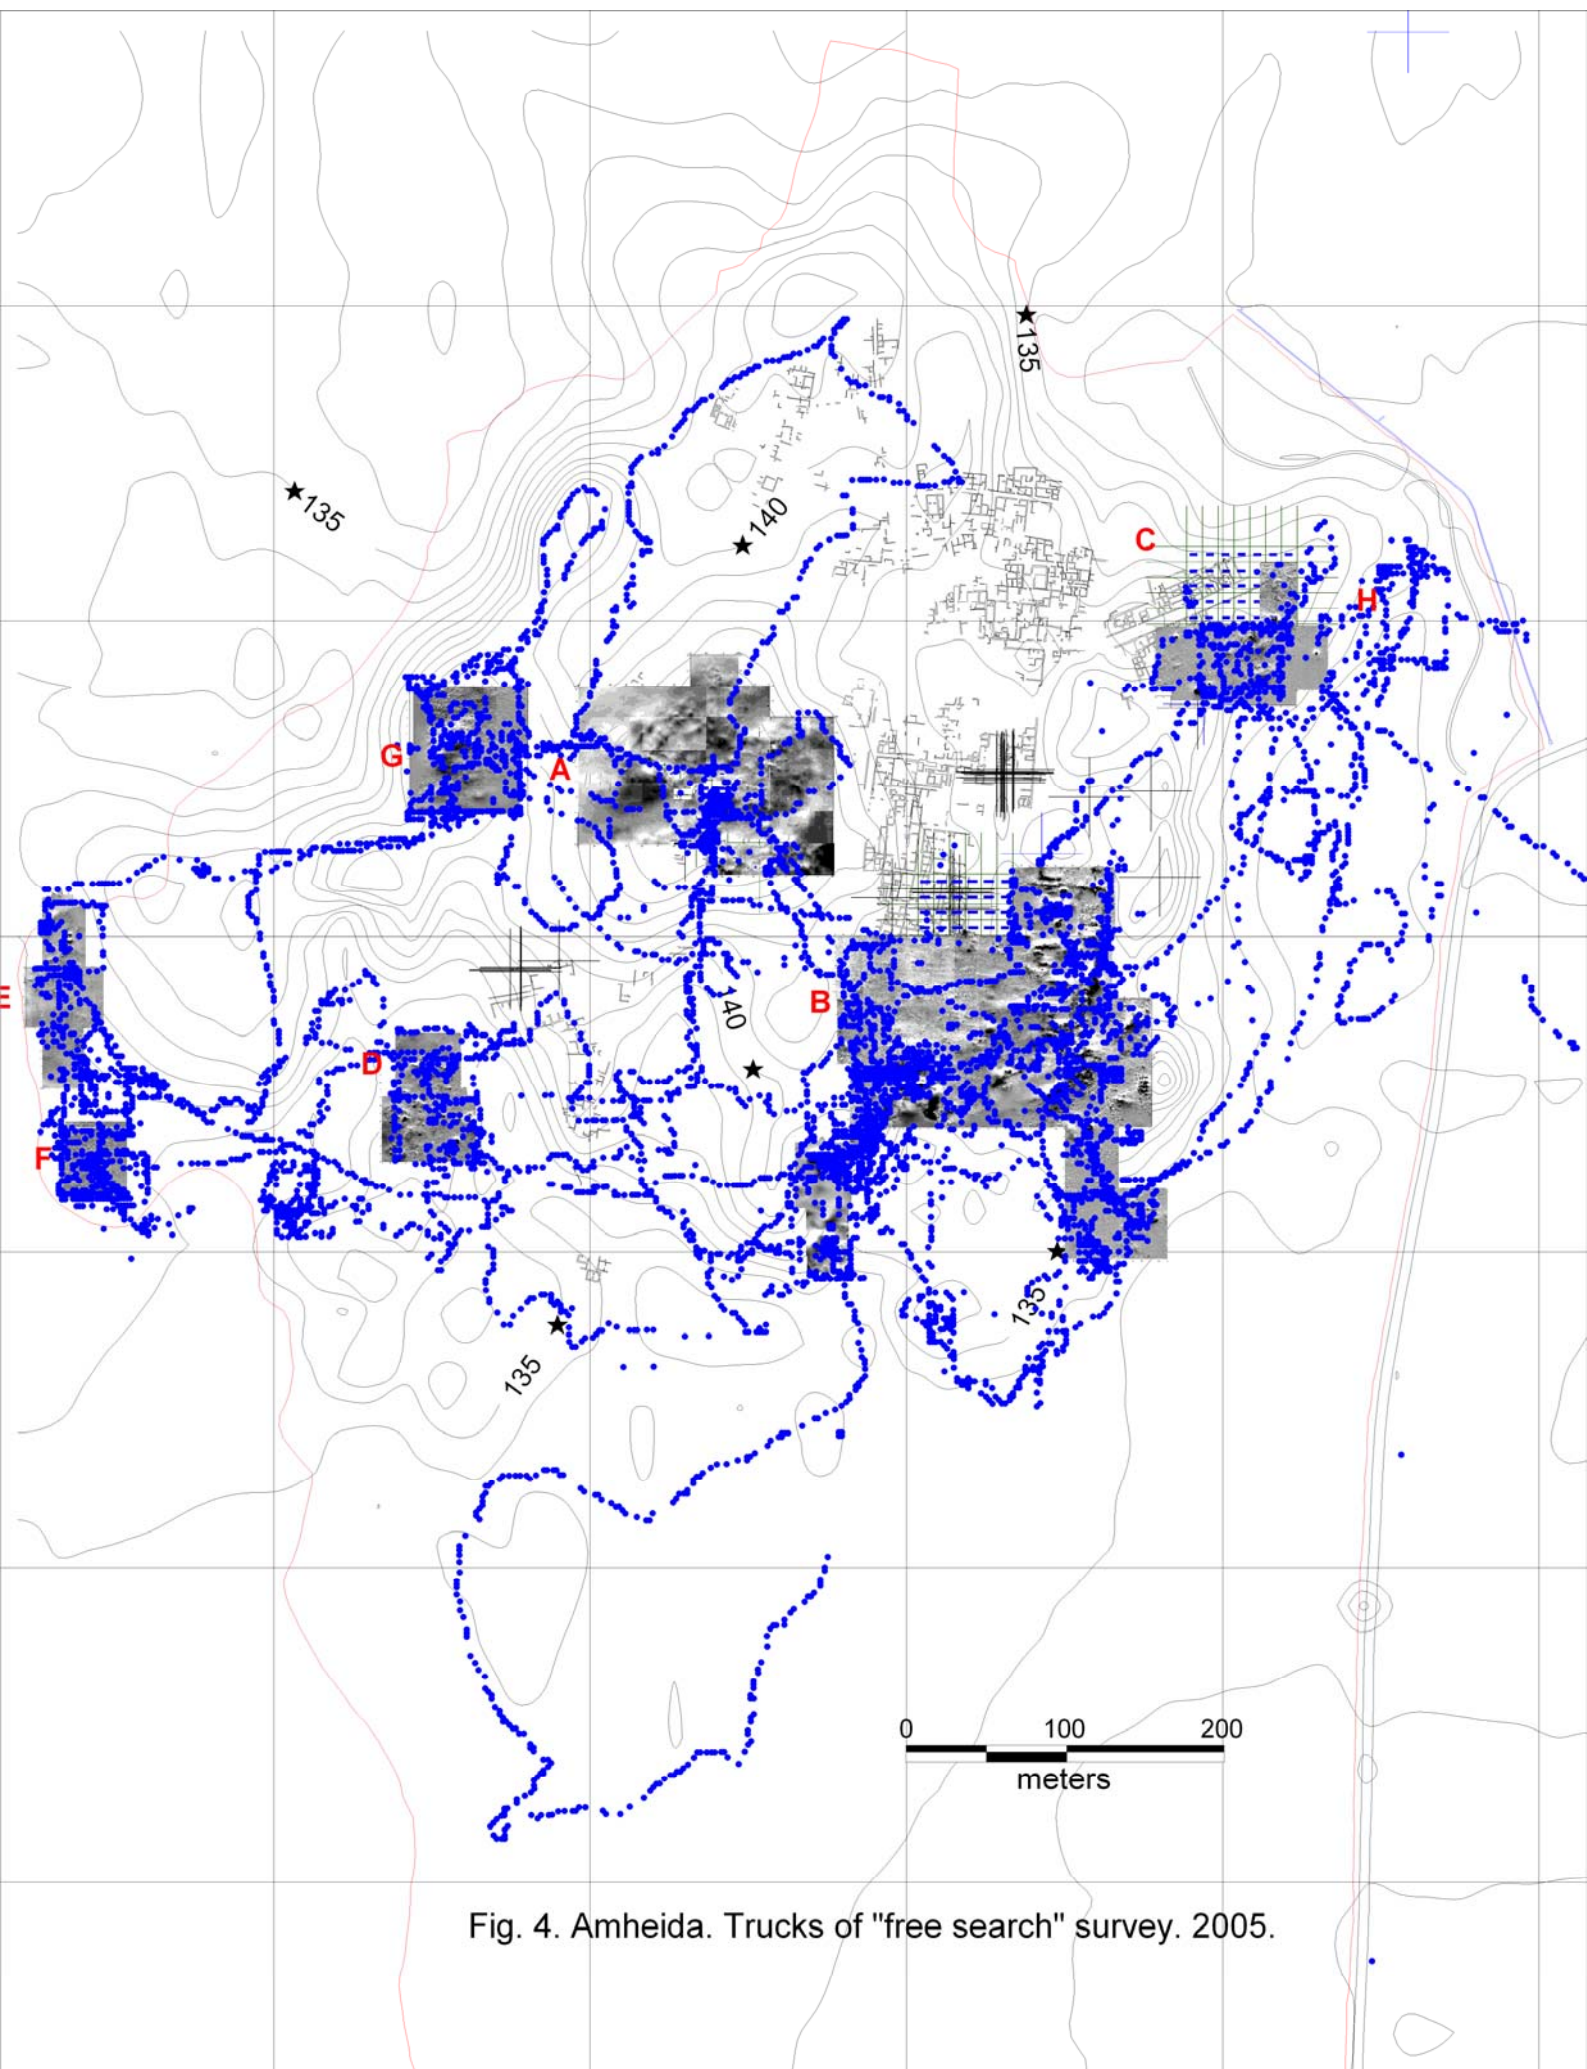 135
135
140
C
H
G
A
E
B
140
D
F
135
135
0 100 200
meters
Fig. 4. Amheida. Trucks of "free search" survey. 2005.